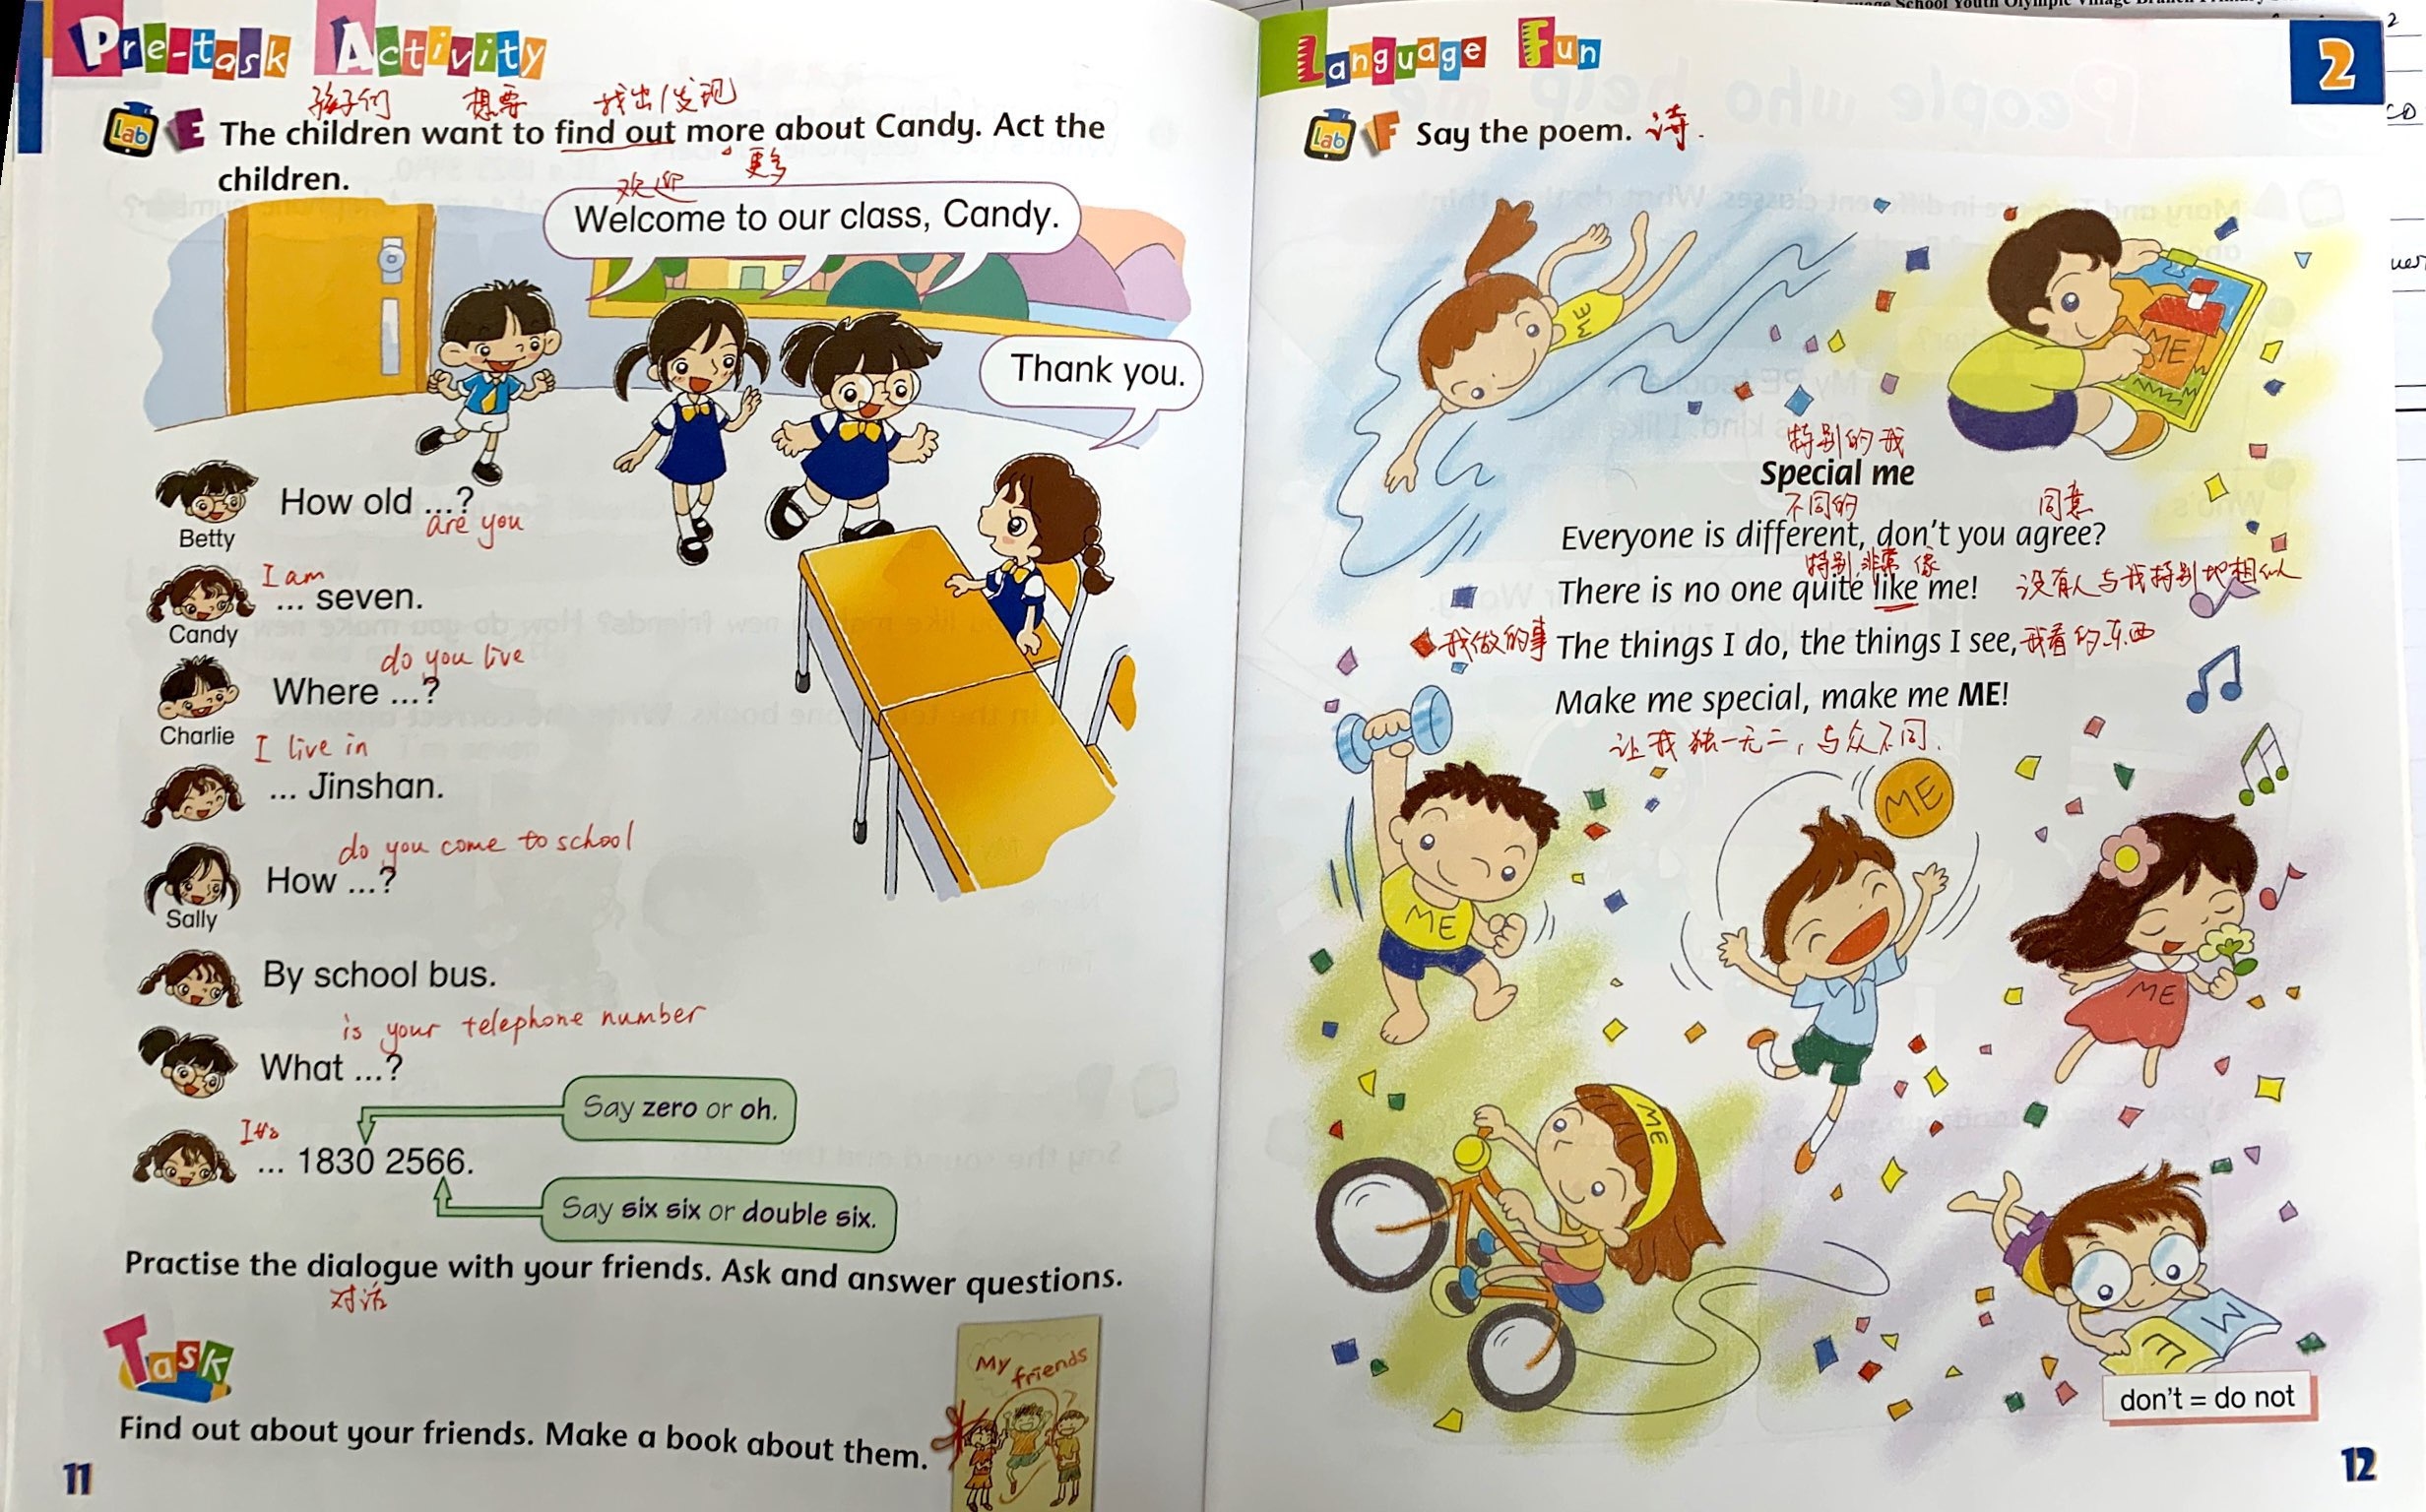 Pre-task Activity
孩子们 想要 找出/发现
Lab E The children want to find out more about Candy. Act the
更多
children.
欢迎
Welcome to our class, Candy.
Thank you.
How old ...?
are you
Betty
I am
... seven.
Candy
do you live
Where ...?
Charlie
I live in
... Jinshan.
do you come to school
How ...?
Sally
By school bus.
is your telephone number
What ...?
Say zero or oh.
It's
... 1830 2566.
Say six six or double six.
Practise the dialogue with your friends. Ask and answer questions.
对话
Task
My friends
Find out about your friends. Make a book about them.
11
Language Fun
2
Lab F Say the poem. 诗.
ME
ME
特别的我
Special me
不同的 同意
Everyone is different, don't you agree?
特别,非常 像
There is no one quite like me! 没有人与我特别地相似
我做的事 The things I do, the things I see, 我看的东西
Make me special, make me ME!
让我独一无二,与众不同.
ME
ME
ME
ME
ME
don't = do not
12